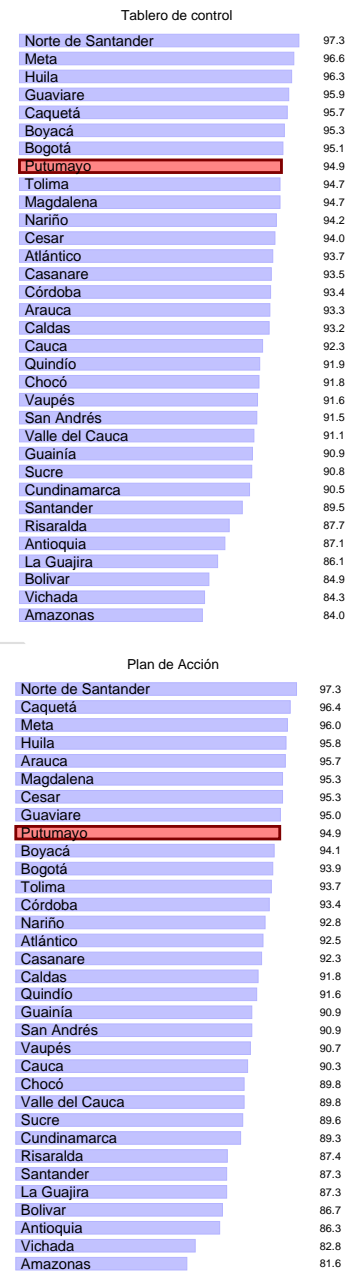 Tablero de control
Norte de Santander 97.3
Meta 96.6
Huila 96.3
Guaviare 95.9
Caquetá 95.7
Boyacá 95.3
Bogotá 95.1
Putumayo 94.9
Tolima 94.7
Magdalena 94.7
Nariño 94.2
Cesar 94.0
Atlántico 93.7
Casanare 93.5
Córdoba 93.4
Arauca 93.3
Caldas 93.2
Cauca 92.3
Quindío 91.9
Chocó 91.8
Vaupés 91.6
San Andrés 91.5
Valle del Cauca 91.1
Guainía 90.9
Sucre 90.8
Cundinamarca 90.5
Santander 89.5
Risaralda 87.7
Antioquia 87.1
La Guajira 86.1
Bolivar 84.9
Vichada 84.3
Amazonas 84.0
Plan de Acción
Norte de Santander 97.3
Caquetá 96.4
Meta 96.0
Huila 95.8
Arauca 95.7
Magdalena 95.3
Cesar 95.3
Guaviare 95.0
Putumayo 94.9
Boyacá 94.1
Bogotá 93.9
Tolima 93.7
Córdoba 93.4
Nariño 92.8
Atlántico 92.5
Casanare 92.3
Caldas 91.8
Quindío 91.6
Guainía 90.9
San Andrés 90.9
Vaupés 90.7
Cauca 90.3
Chocó 89.8
Valle del Cauca 89.8
Sucre 89.6
Cundinamarca 89.3
Risaralda 87.4
Santander 87.3
La Guajira 87.3
Bolivar 86.7
Antioquia 86.3
Vichada 82.8
Amazonas 81.6